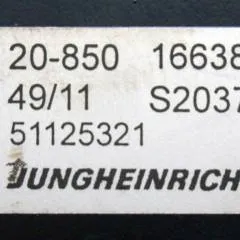 20-850 16638
49/11 S2037
51125321
JUNGHEINRICH